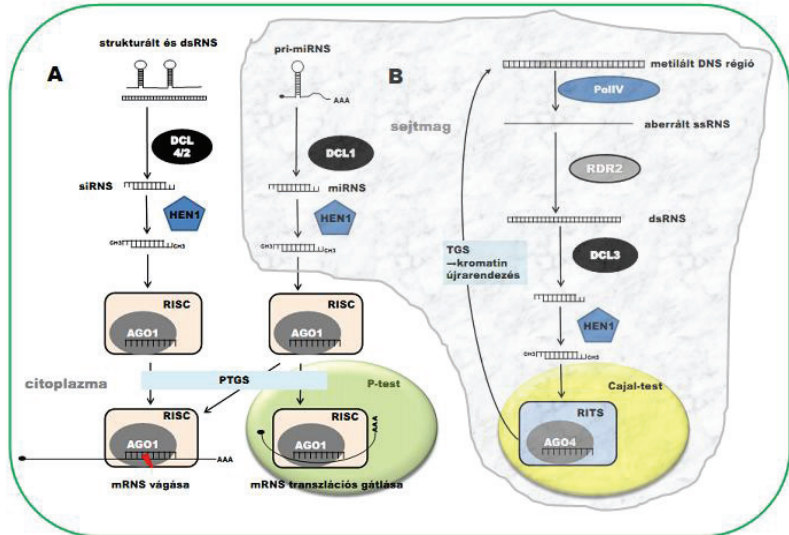 A
strukturált és dsRNS
DCL
4/2
siRNS
HEN1
CH3
CH3
RISC
AGO1
citoplazma
PTGS
RISC
AGO1
AAA
mRNS vágása
pri-miRNS
AAA
DCL1
miRNS
HEN1
CH3
CH3
RISC
AGO1
P-test
RISC
AAA
AGO1
mRNS transzlációs gátlása
sejtmag
B
metilált DNS régió
PolIV
aberrált ssRNS
RDR2
dsRNS
DCL3
TGS
→kromatin
újrarendezés
HEN1
CH3
CH3
Cajal-test
RITS
AGO4